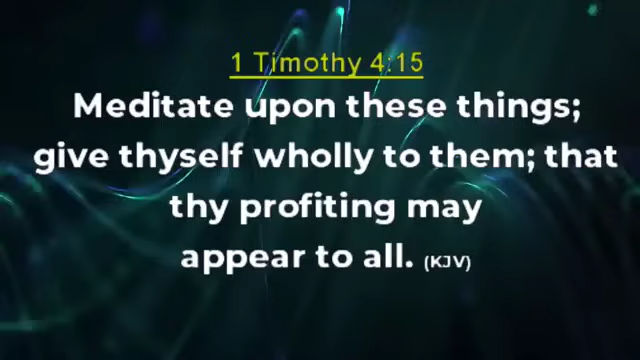 1 Timothy 4:15
Meditate upon these things;
give thyself wholly to them; that
thy profiting may
appear to all. (KJV)